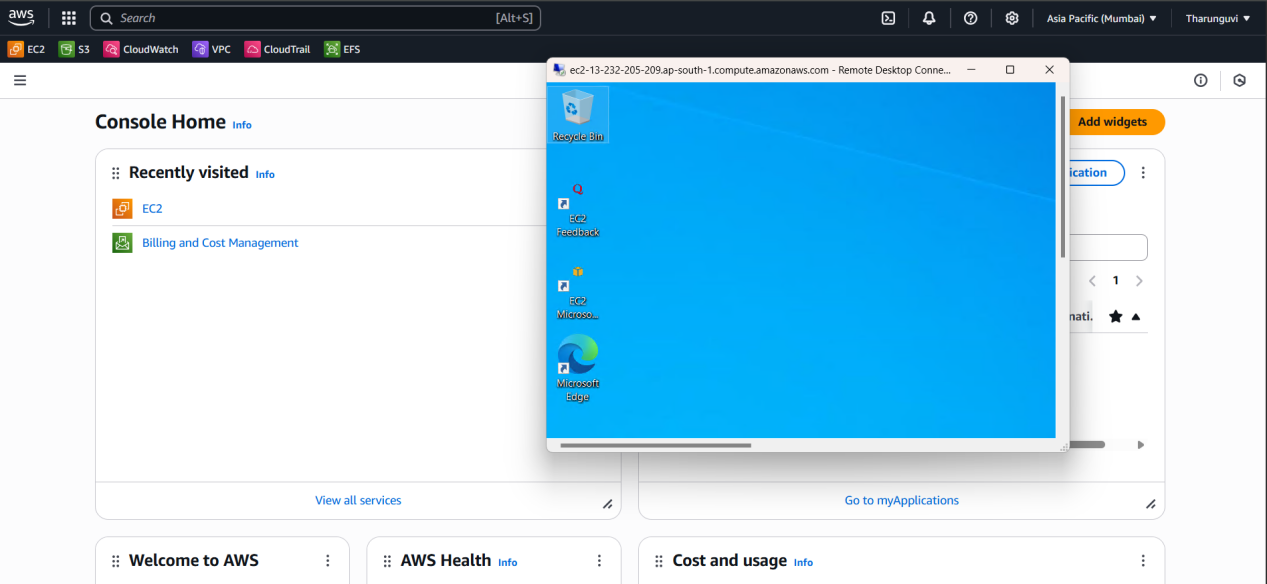 aws Search [Alt+S] Asia Pacific (Mumbai) Tharunguvi
EC2 S3 CloudWatch VPC CloudTrail EFS
ec2-13-232-205-209.ap-south-1.compute.amazonaws.com - Remote Desktop Conne...
Recycle Bin
EC2
Feedback
EC2
Microso...
Microsoft
Edge
Console Home Info
Add widgets
Recently visited Info
EC2
Billing and Cost Management
View all services
ication
1
nati.
Go to myApplications
Welcome to AWS
AWS Health Info
Cost and usage Info